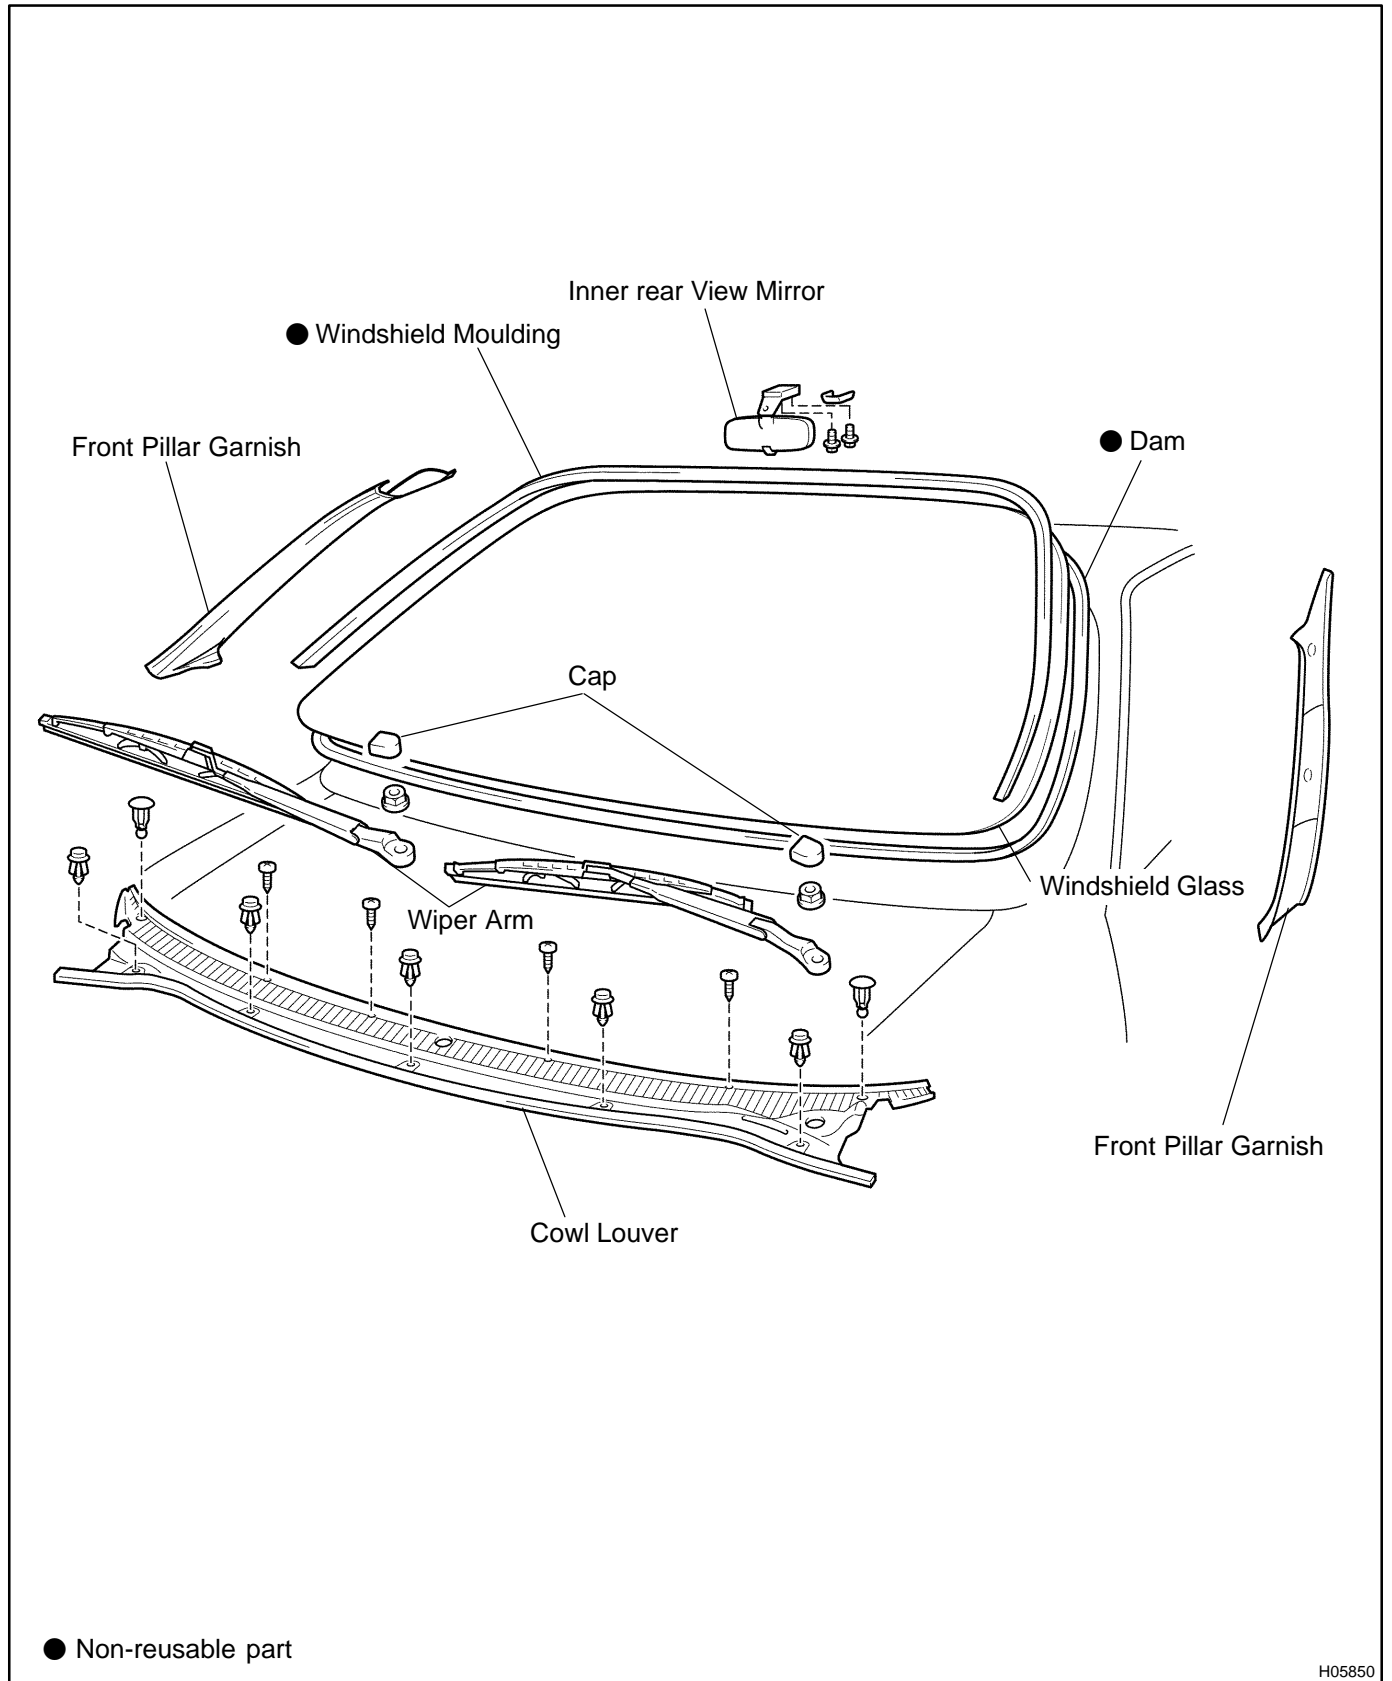 Inner rear View Mirror
● Windshield Moulding
Front Pillar Garnish
● Dam
Cap
Windshield Glass
Wiper Arm
Front Pillar Garnish
Cowl Louver
● Non-reusable part
H05850